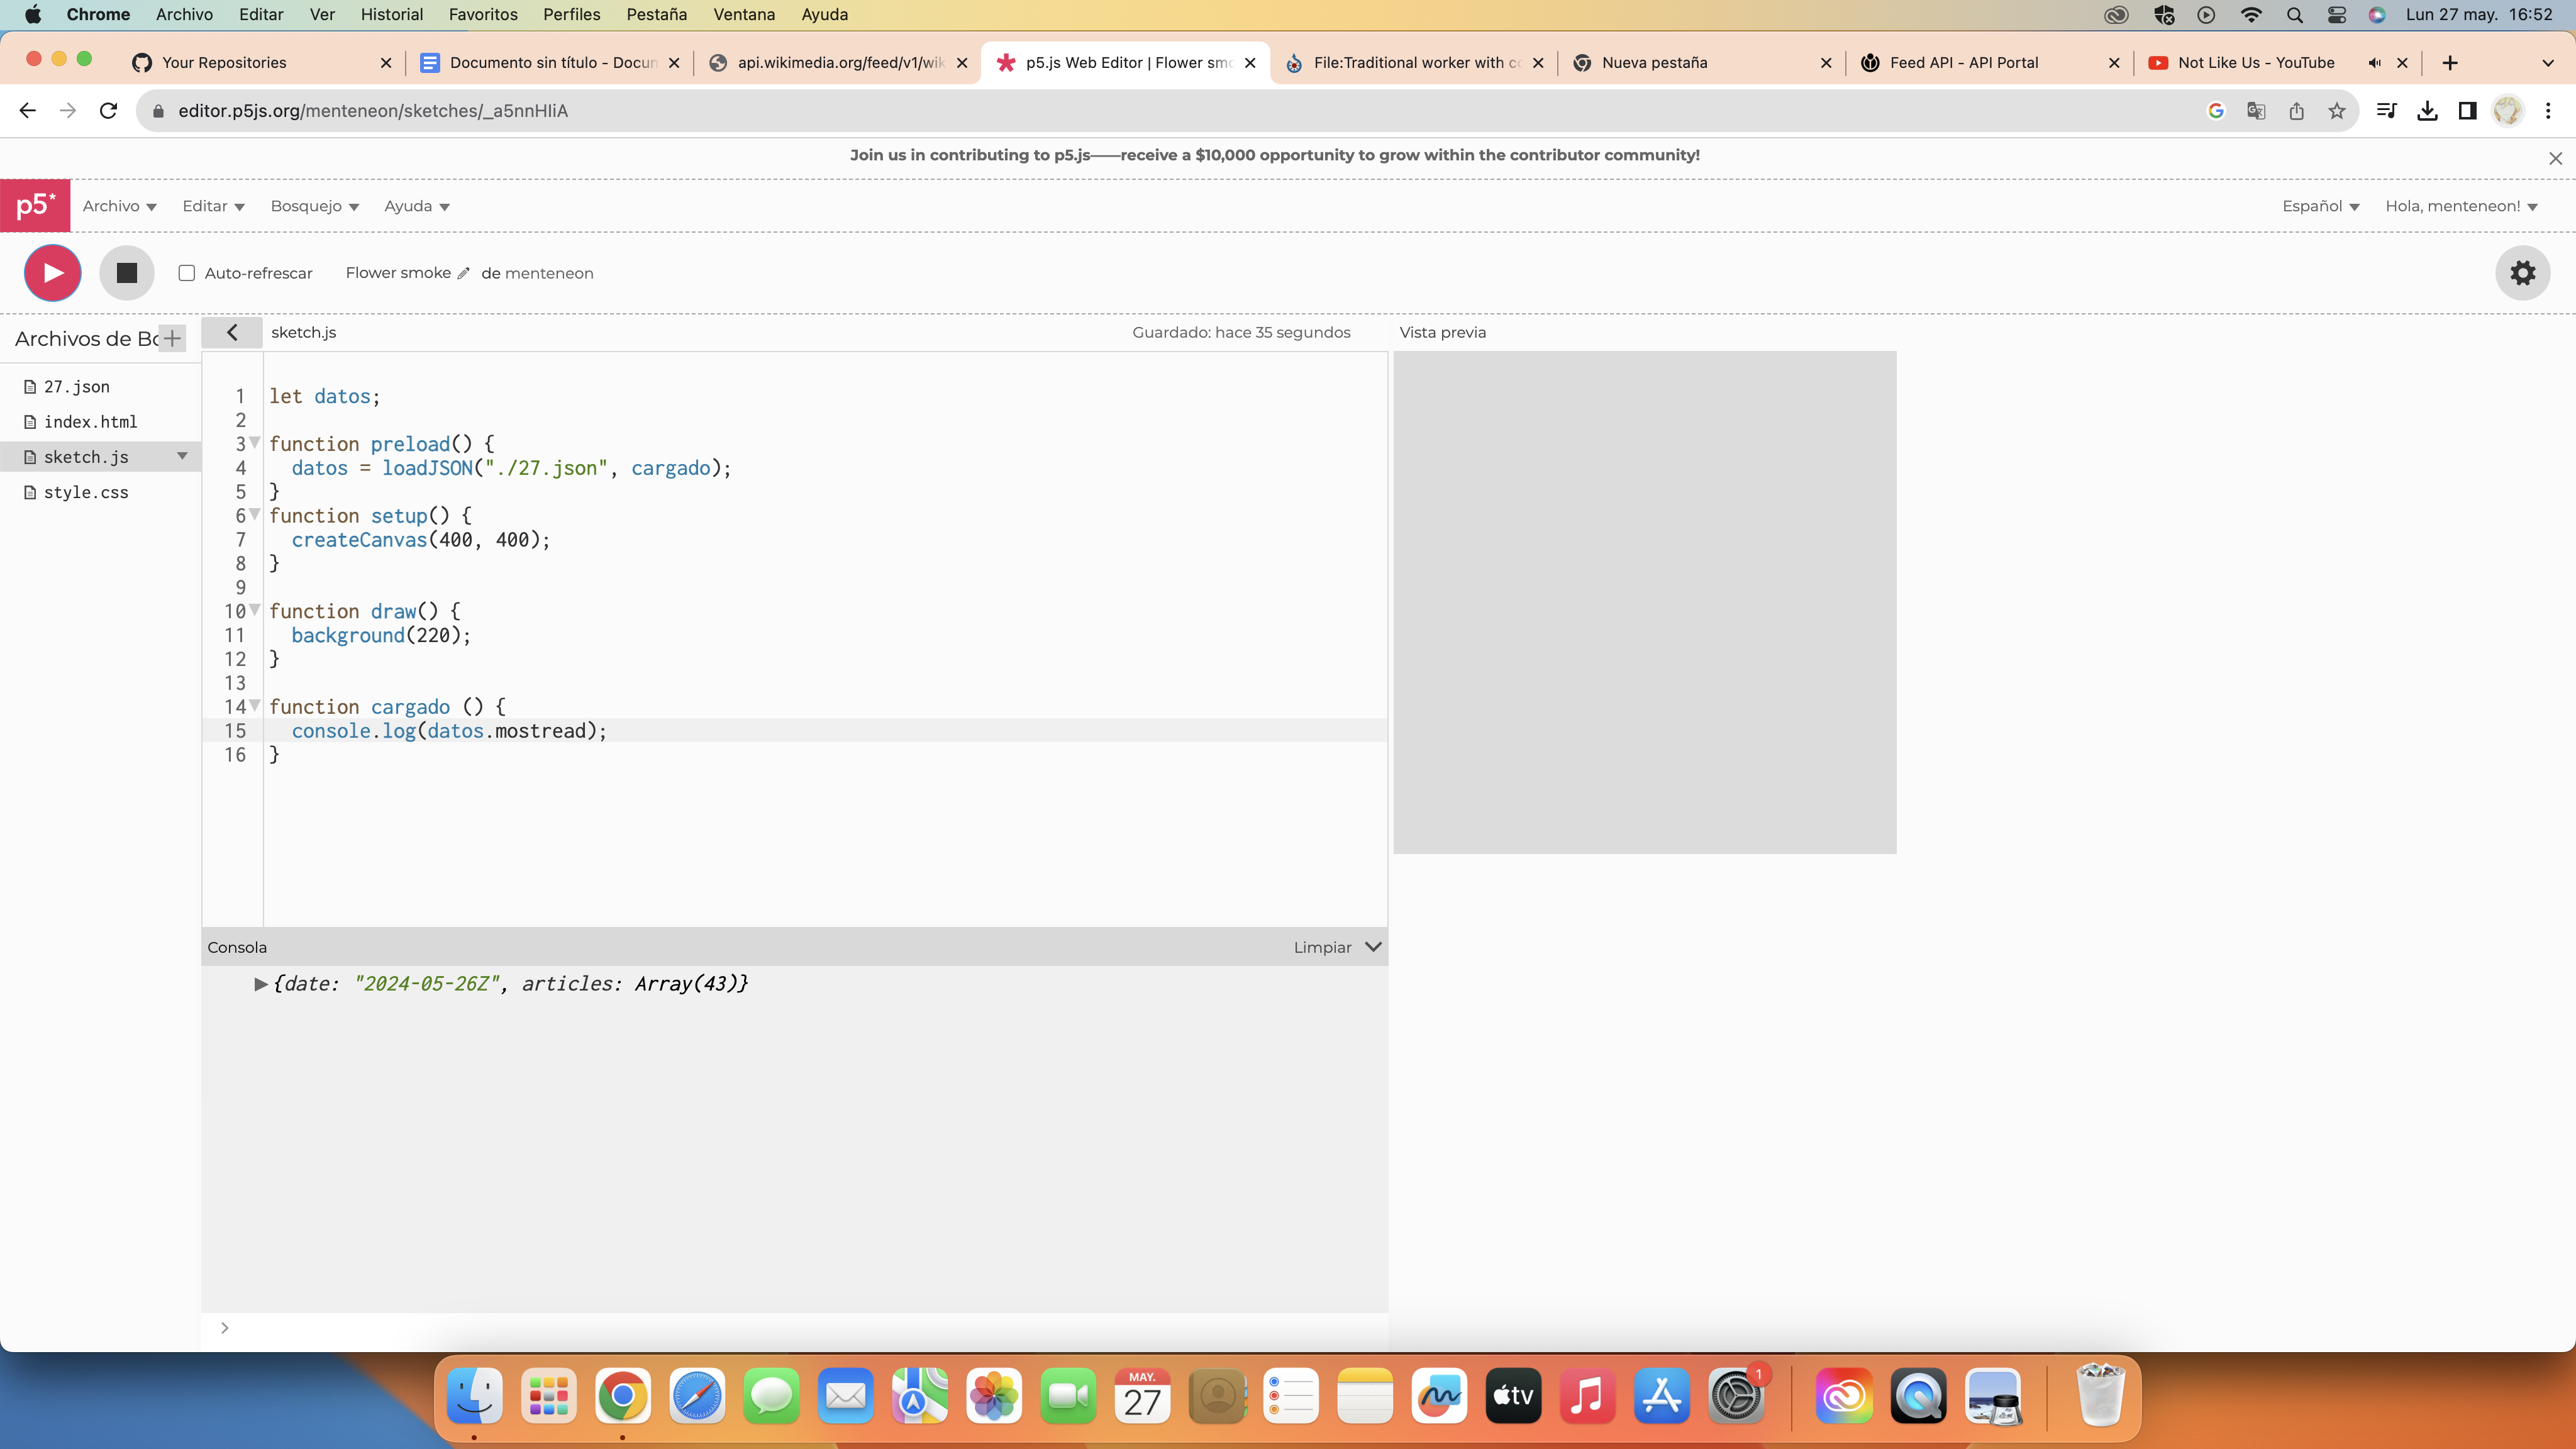 Chrome Archivo Editar Ver Historial Favoritos Perfiles Pestaña Ventana Ayuda Lun 27 may. 16:52
Your Repositories Documento sin título - Docun api.wikimedia.org/feed/v1/wik p5.js Web Editor | Flower smo File:Traditional worker with co Nueva pestaña Feed API - API Portal Not Like Us - YouTube
editor.p5js.org/menteneon/sketches/_a5nnHIiA
Join us in contributing to p5.js——receive a $10,000 opportunity to grow within the contributor community!
p5* Archivo Editar Bosquejo Ayuda Español Hola, menteneon!
Auto-refrescar Flower smoke de menteneon
Archivos de Bo + sketch.js Guardado: hace 35 segundos Vista previa
27.json
index.html
sketch.js
style.css
1 let datos;
2
3 function preload() {
4 datos = loadJSON("./27.json", cargado);
5 }
6 function setup() {
7 createCanvas(400, 400);
8 }
9
10 function draw() {
11 background(220);
12 }
13
14 function cargado () {
15 console.log(datos.mostread);
16 }
Consola Limpiar
{date: "2024-05-26Z", articles: Array(43)}
>
MAY.
27
tv
1